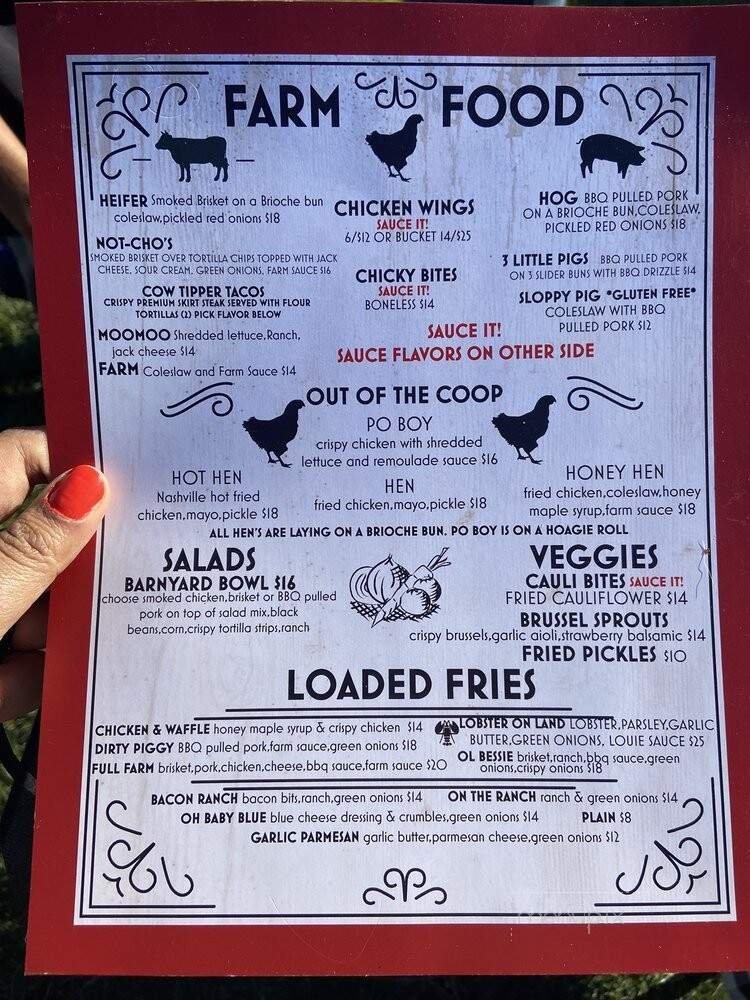 FARM FOOD
HEIFER Smoked Brisket on a Brioche bun
coleslaw,pickled red onions $18
NOT-CHO'S
SMOKED BRISKET OVER TORTILLA CHIPS TOPPED WITH JACK
CHEESE, SOUR CREAM, GREEN ONIONS, FARM SAUCE $16
COW TIPPER TACOS
CRISPY PREMIUM SKIRT STEAK SERVED WITH FLOUR
TORTILLAS (2) PICK FLAVOR BELOW
MOOMOO Shredded lettuce,Ranch,
jack cheese $14
FARM Coleslaw and Farm Sauce $14
CHICKEN WINGS
SAUCE IT!
6/$12 OR BUCKET 14/$25
CHICKY BITES
SAUCE IT!
BONELESS $14
HOG BBQ PULLED PORK
ON A BRIOCHE BUN,COLESLAW,
PICKLED RED ONIONS $18
3 LITTLE PIGS BBQ PULLED PORK
ON 3 SLIDER BUNS WITH BBQ DRIZZLE $14
SLOPPY PIG *GLUTEN FREE*
COLESLAW WITH BBQ
PULLED PORK $12
SAUCE IT!
SAUCE FLAVORS ON OTHER SIDE
OUT OF THE COOP
PO BOY
crispy chicken with shredded
lettuce and remoulade sauce $16
HOT HEN
Nashville hot fried
chicken,mayo,pickle $18
HEN
fried chicken,mayo,pickle $18
HONEY HEN
fried chicken,coleslaw,honey
maple syrup,farm sauce $18
ALL HEN'S ARE LAYING ON A BRIOCHE BUN. PO BOY IS ON A HOAGIE ROLL
SALADS
BARNYARD BOWL $16
choose smoked chicken,brisket or BBQ pulled
pork on top of salad mix,black
beans,corn,crispy tortilla strips,ranch
VEGGIES
CAULI BITES SAUCE IT!
FRIED CAULIFLOWER $14
BRUSSEL SPROUTS
crispy brussels,garlic aioli,strawberry balsamic $14
FRIED PICKLES $10
LOADED FRIES
CHICKEN & WAFFLE honey maple syrup & crispy chicken $14
DIRTY PIGGY BBQ pulled pork,farm sauce,green onions $18
FULL FARM brisket,pork,chicken,cheese,bbq sauce,farm sauce $20
LOBSTER ON LAND LOBSTER,PARSLEY,GARLIC
BUTTER,GREEN ONIONS, LOUIE SAUCE $25
OL BESSIE brisket,ranch,bbq sauce,green
onions,crispy onions $18
BACON RANCH bacon bits,ranch,green onions $14 ON THE RANCH ranch & green onions $14
OH BABY BLUE blue cheese dressing & crumbles,green onions $14 PLAIN $8
GARLIC PARMESAN garlic butter,parmesan cheese,green onions $12